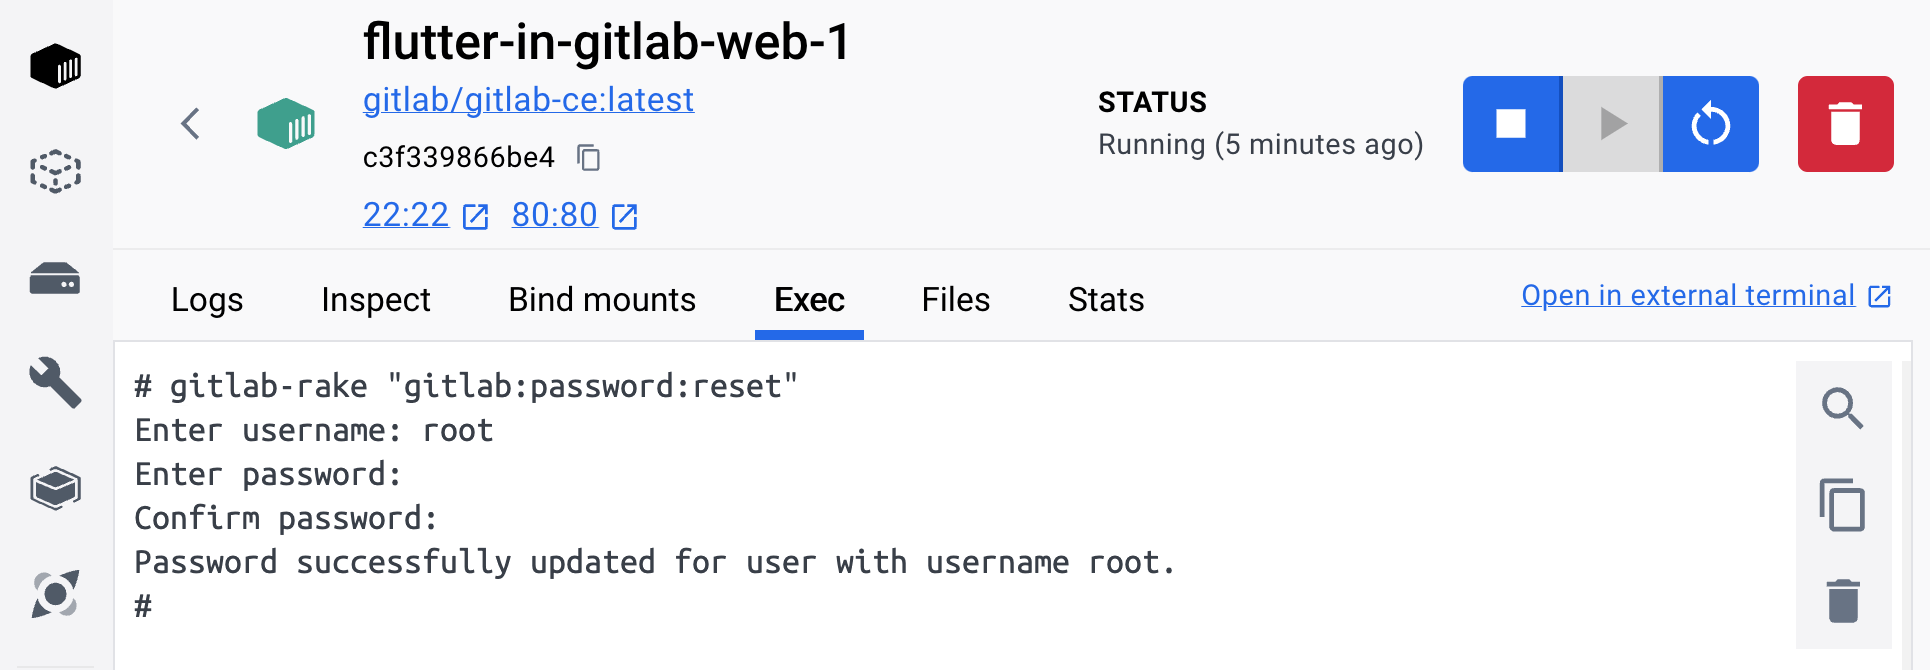 flutter-in-gitlab-web-1
gitlab/gitlab-ce:latest
c3f339866be4
22:22 80:80
STATUS
Running (5 minutes ago)
Logs Inspect Bind mounts Exec Files Stats
Open in external terminal
# gitlab-rake "gitlab:password:reset"
Enter username: root
Enter password:
Confirm password:
Password successfully updated for user with username root.
#